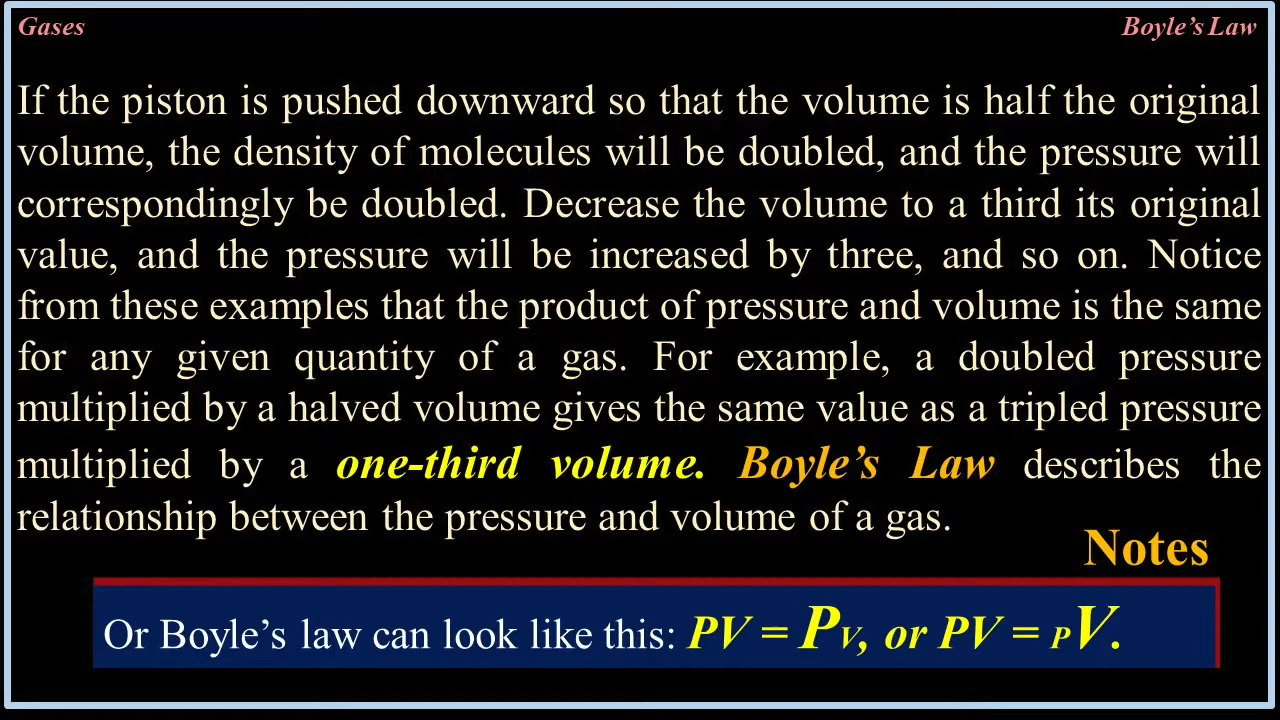 Gases
Boyle’s Law
If the piston is pushed downward so that the volume is half the original
volume, the density of molecules will be doubled, and the pressure will
correspondingly be doubled. Decrease the volume to a third its original
value, and the pressure will be increased by three, and so on. Notice
from these examples that the product of pressure and volume is the same
for any given quantity of a gas. For example, a doubled pressure
multiplied by a halved volume gives the same value as a tripled pressure
multiplied by a one-third volume. Boyle’s Law describes the
relationship between the pressure and volume of a gas.
Notes
Or Boyle’s law can look like this: PV = PV, or PV = PV.